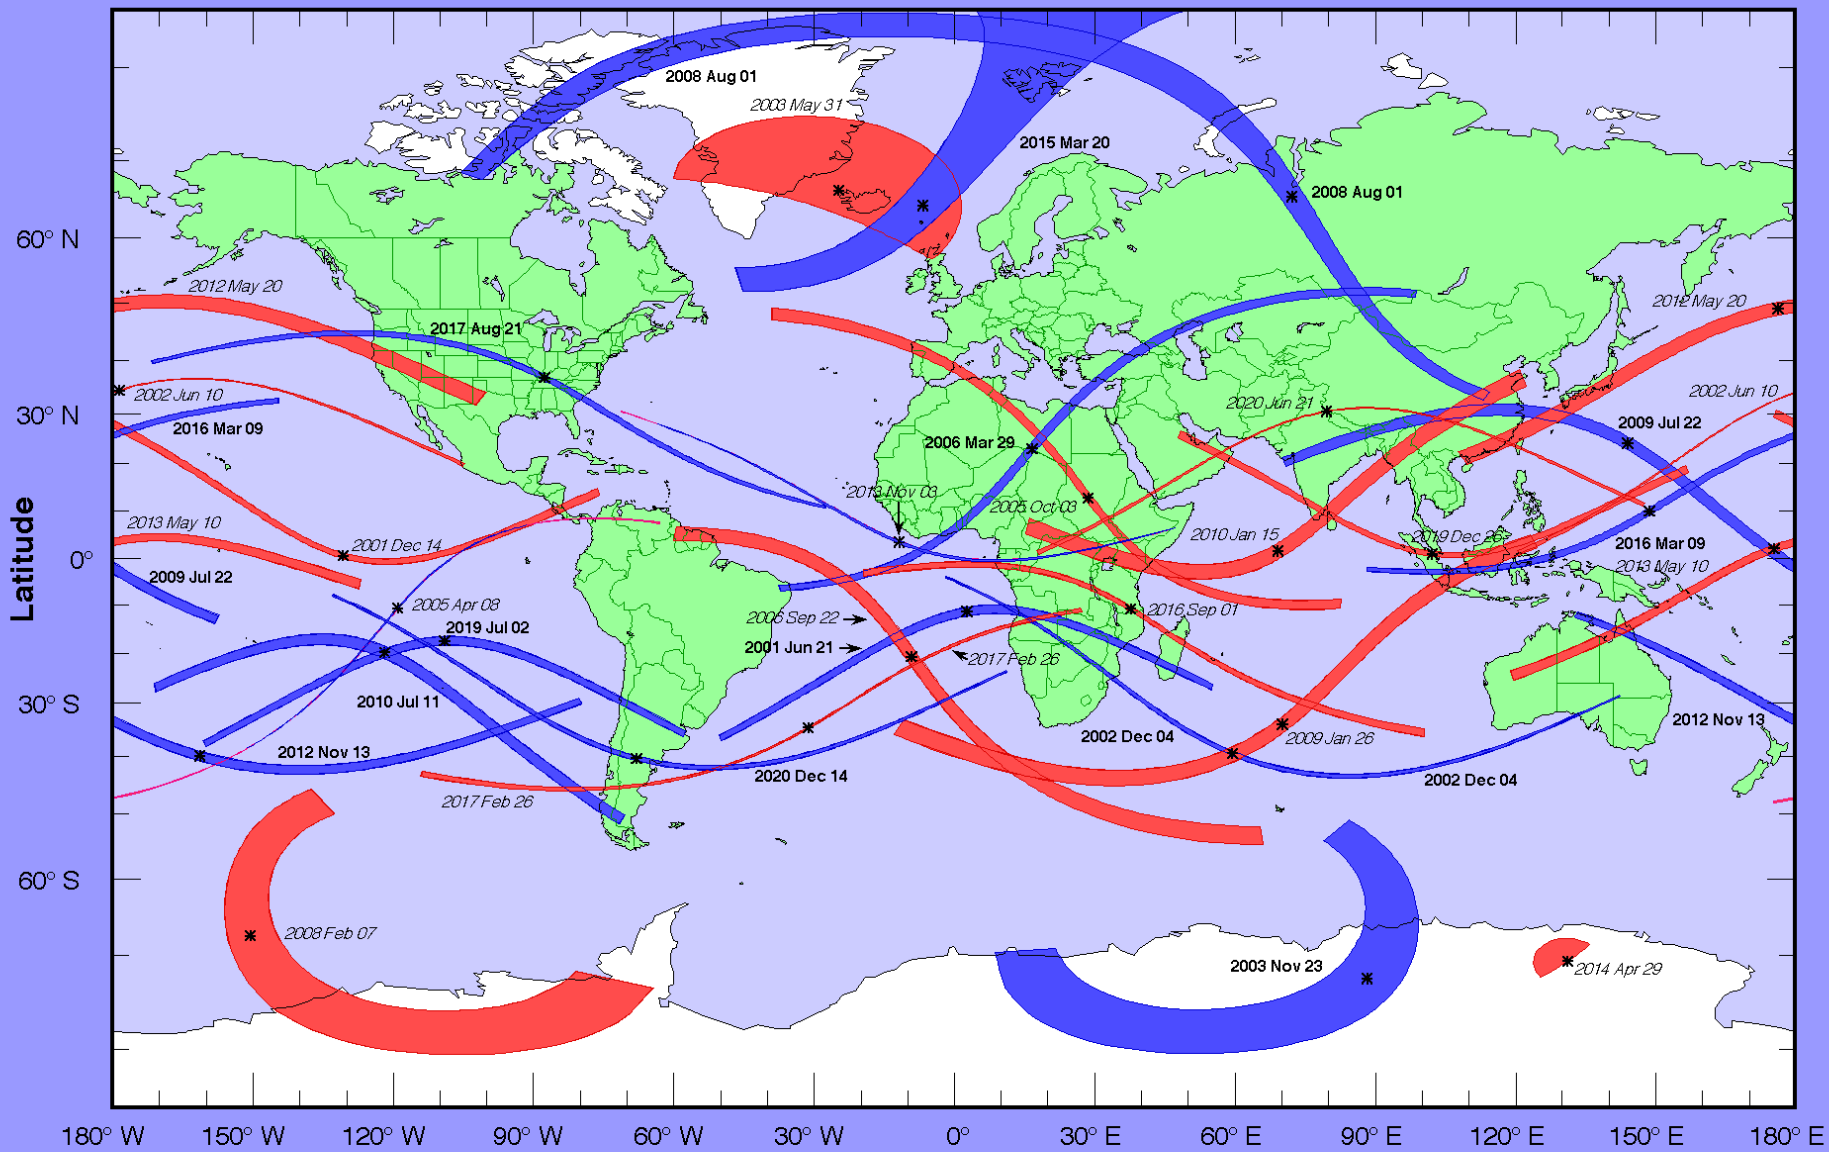 2008 Aug 01
2003 May 31
2015 Mar 20
2008 Aug 01
60° N
2012 May 20
2012 May 20
2017 Aug 21
2002 Jun 10
2002 Jun 10
2020 Jun 21
30° N
2016 Mar 09
2009 Jul 22
2006 Mar 29
2013 Nov 03
2005 Oct 03
2013 May 10
2010 Jan 15
2019 Dec 26
2001 Dec 14
2016 Mar 09
Latitude
0°
2013 May 10
2009 Jul 22
2005 Apr 08
2016 Sep 01
2006 Sep 22
2019 Jul 02
2001 Jun 21
2017 Feb 26
30° S
2010 Jul 11
2012 Nov 13
2002 Dec 04
2009 Jan 26
2012 Nov 13
2020 Dec 14
2002 Dec 04
2017 Feb 26
60° S
2008 Feb 07
2003 Nov 23
2014 Apr 29
180° W 150° W 120° W 90° W 60° W 30° W 0° 30° E 60° E 90° E 120° E 150° E 180° E